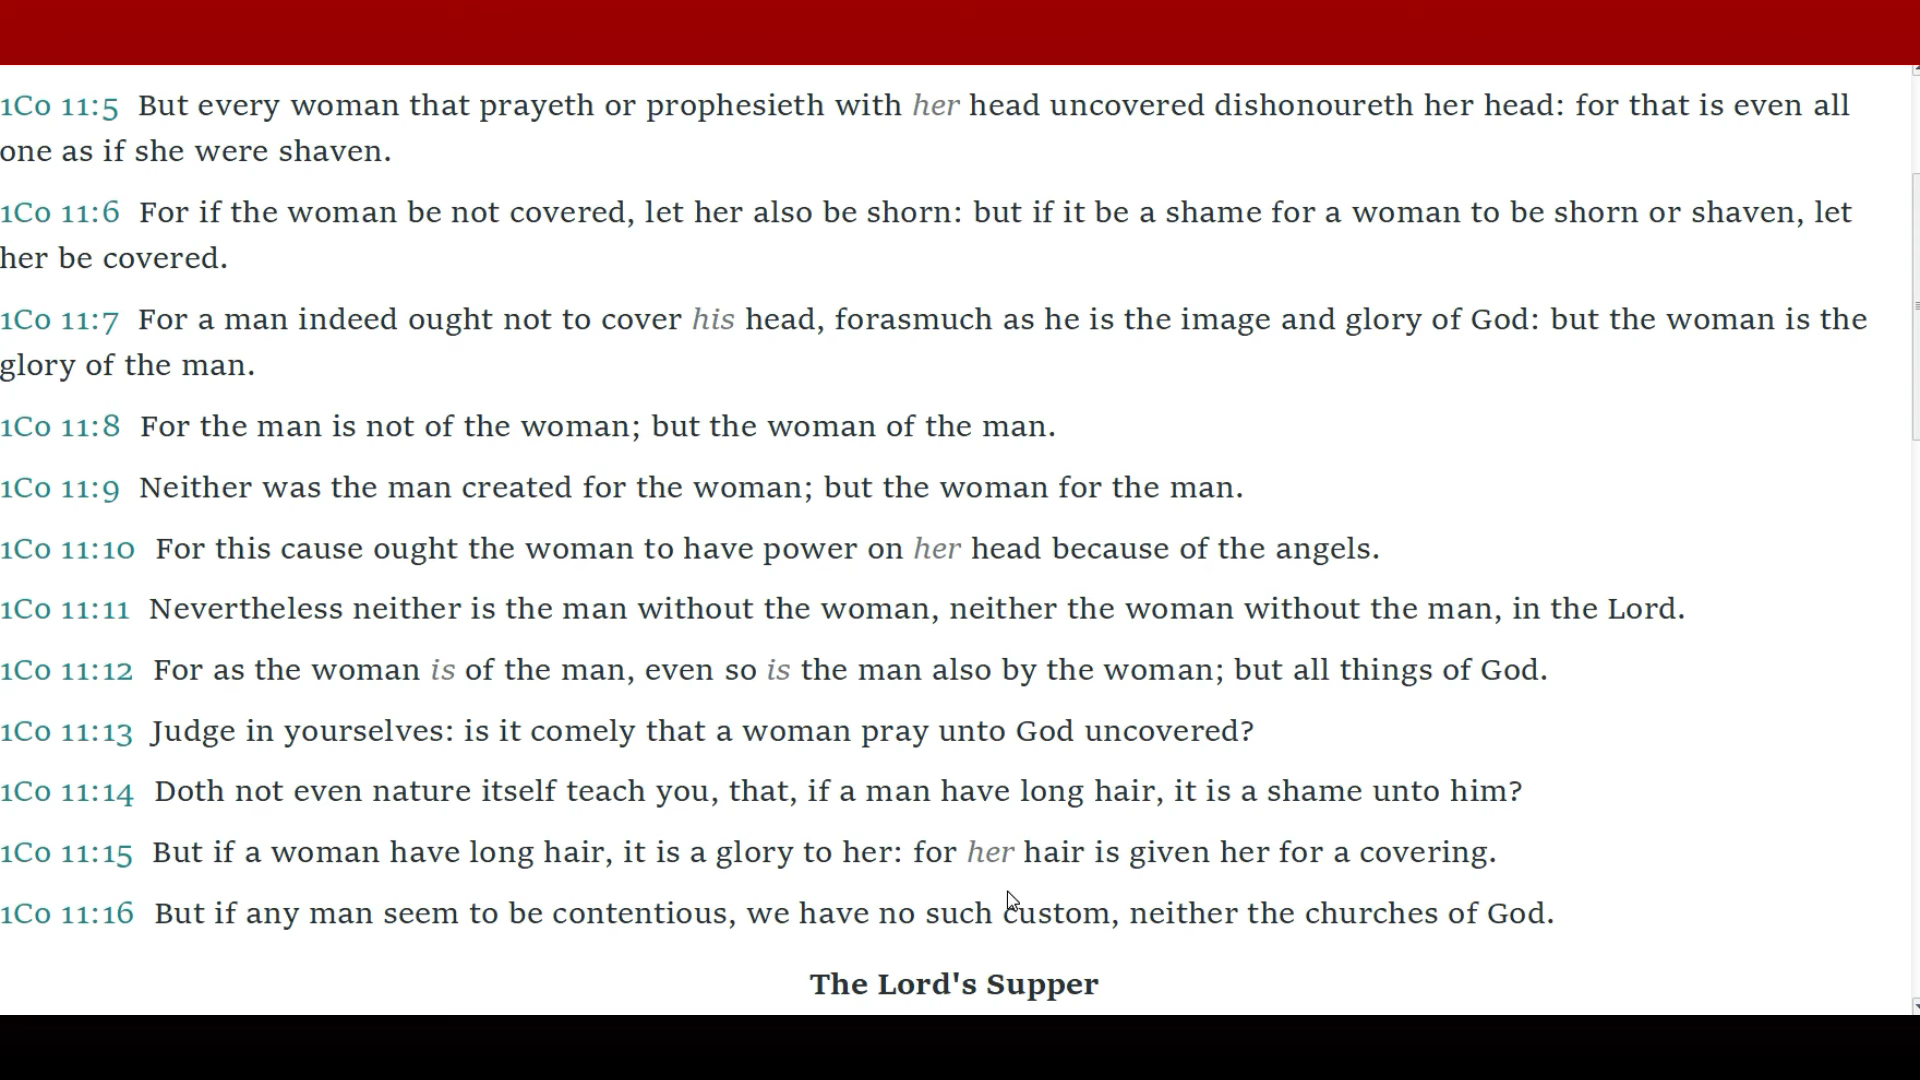 1Co 11:5 But every woman that prayeth or prophesieth with her head uncovered dishonoureth her head: for that is even all
one as if she were shaven.
1Co 11:6 For if the woman be not covered, let her also be shorn: but if it be a shame for a woman to be shorn or shaven, let
her be covered.
1Co 11:7 For a man indeed ought not to cover his head, forasmuch as he is the image and glory of God: but the woman is the
glory of the man.
1Co 11:8 For the man is not of the woman; but the woman of the man.
1Co 11:9 Neither was the man created for the woman; but the woman for the man.
1Co 11:10 For this cause ought the woman to have power on her head because of the angels.
1Co 11:11 Nevertheless neither is the man without the woman, neither the woman without the man, in the Lord.
1Co 11:12 For as the woman is of the man, even so is the man also by the woman; but all things of God.
1Co 11:13 Judge in yourselves: is it comely that a woman pray unto God uncovered?
1Co 11:14 Doth not even nature itself teach you, that, if a man have long hair, it is a shame unto him?
1Co 11:15 But if a woman have long hair, it is a glory to her: for her hair is given her for a covering.
1Co 11:16 But if any man seem to be contentious, we have no such custom, neither the churches of God.
The Lord's Supper